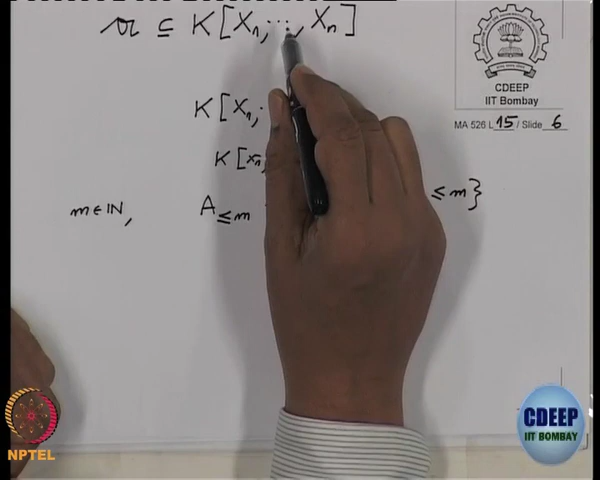 𝔄 ⊆ K[X₁, ⋯, Xₙ]
CDEEP
IIT Bombay
MA 526 L 15 / Slide 6
K[X₁,
K[x₁,
m ∈ ℕ, A≤m ≤ m}
NPTEL
CDEEP
IIT BOMBAY